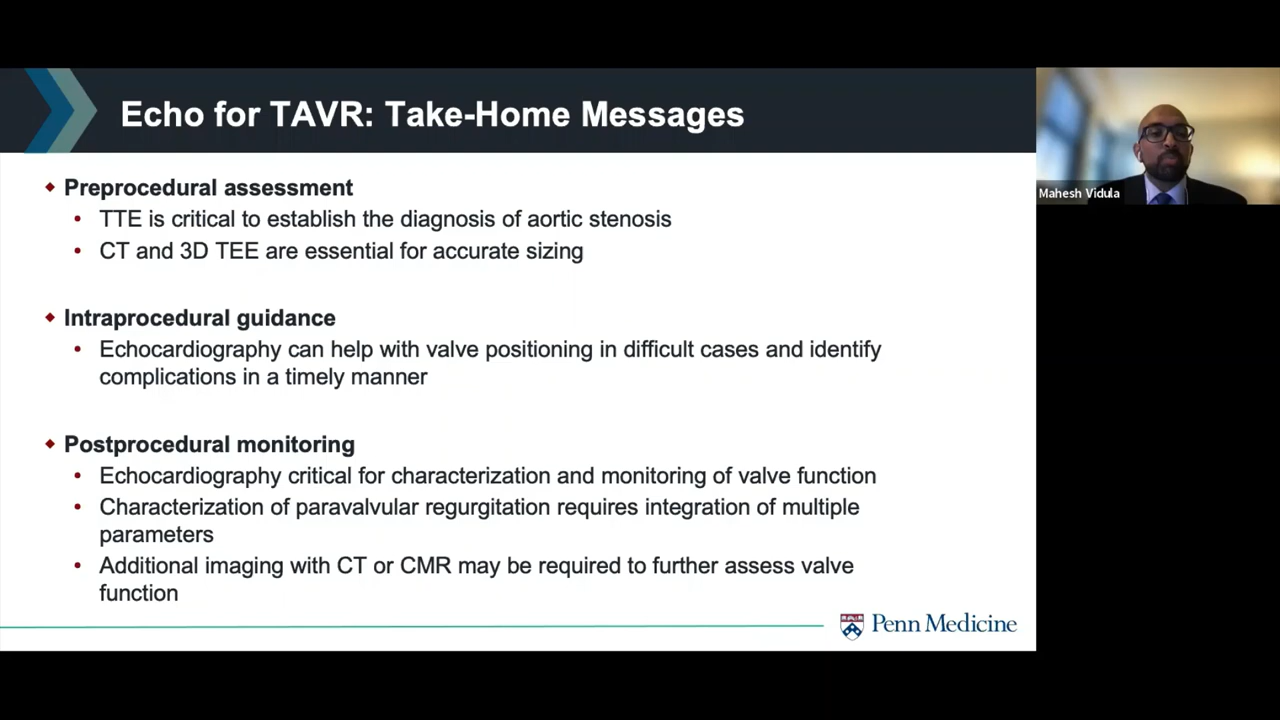 Echo for TAVR: Take-Home Messages
Mahesh Vidula
Preprocedural assessment
TTE is critical to establish the diagnosis of aortic stenosis
CT and 3D TEE are essential for accurate sizing
Intraprocedural guidance
Echocardiography can help with valve positioning in difficult cases and identify
complications in a timely manner
Postprocedural monitoring
Echocardiography critical for characterization and monitoring of valve function
Characterization of paravalvular regurgitation requires integration of multiple
parameters
Additional imaging with CT or CMR may be required to further assess valve
function
Penn Medicine